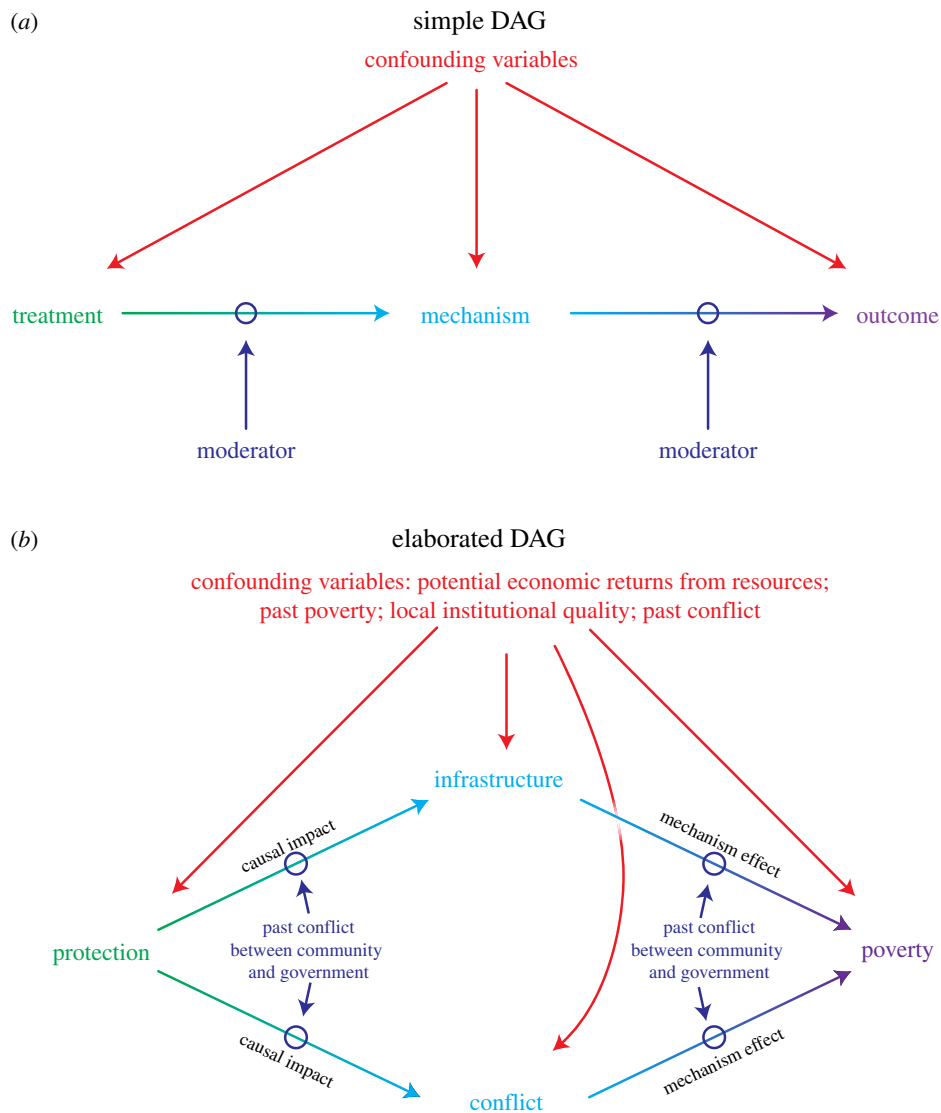 (a)
simple DAG
confounding variables
treatment
mechanism
outcome
moderator
moderator
(b)
elaborated DAG
confounding variables: potential economic returns from resources;
past poverty; local institutional quality; past conflict
infrastructure
causal impact
mechanism effect
past conflict
between community
and government
past conflict
between community
and government
protection
poverty
causal impact
mechanism effect
conflict